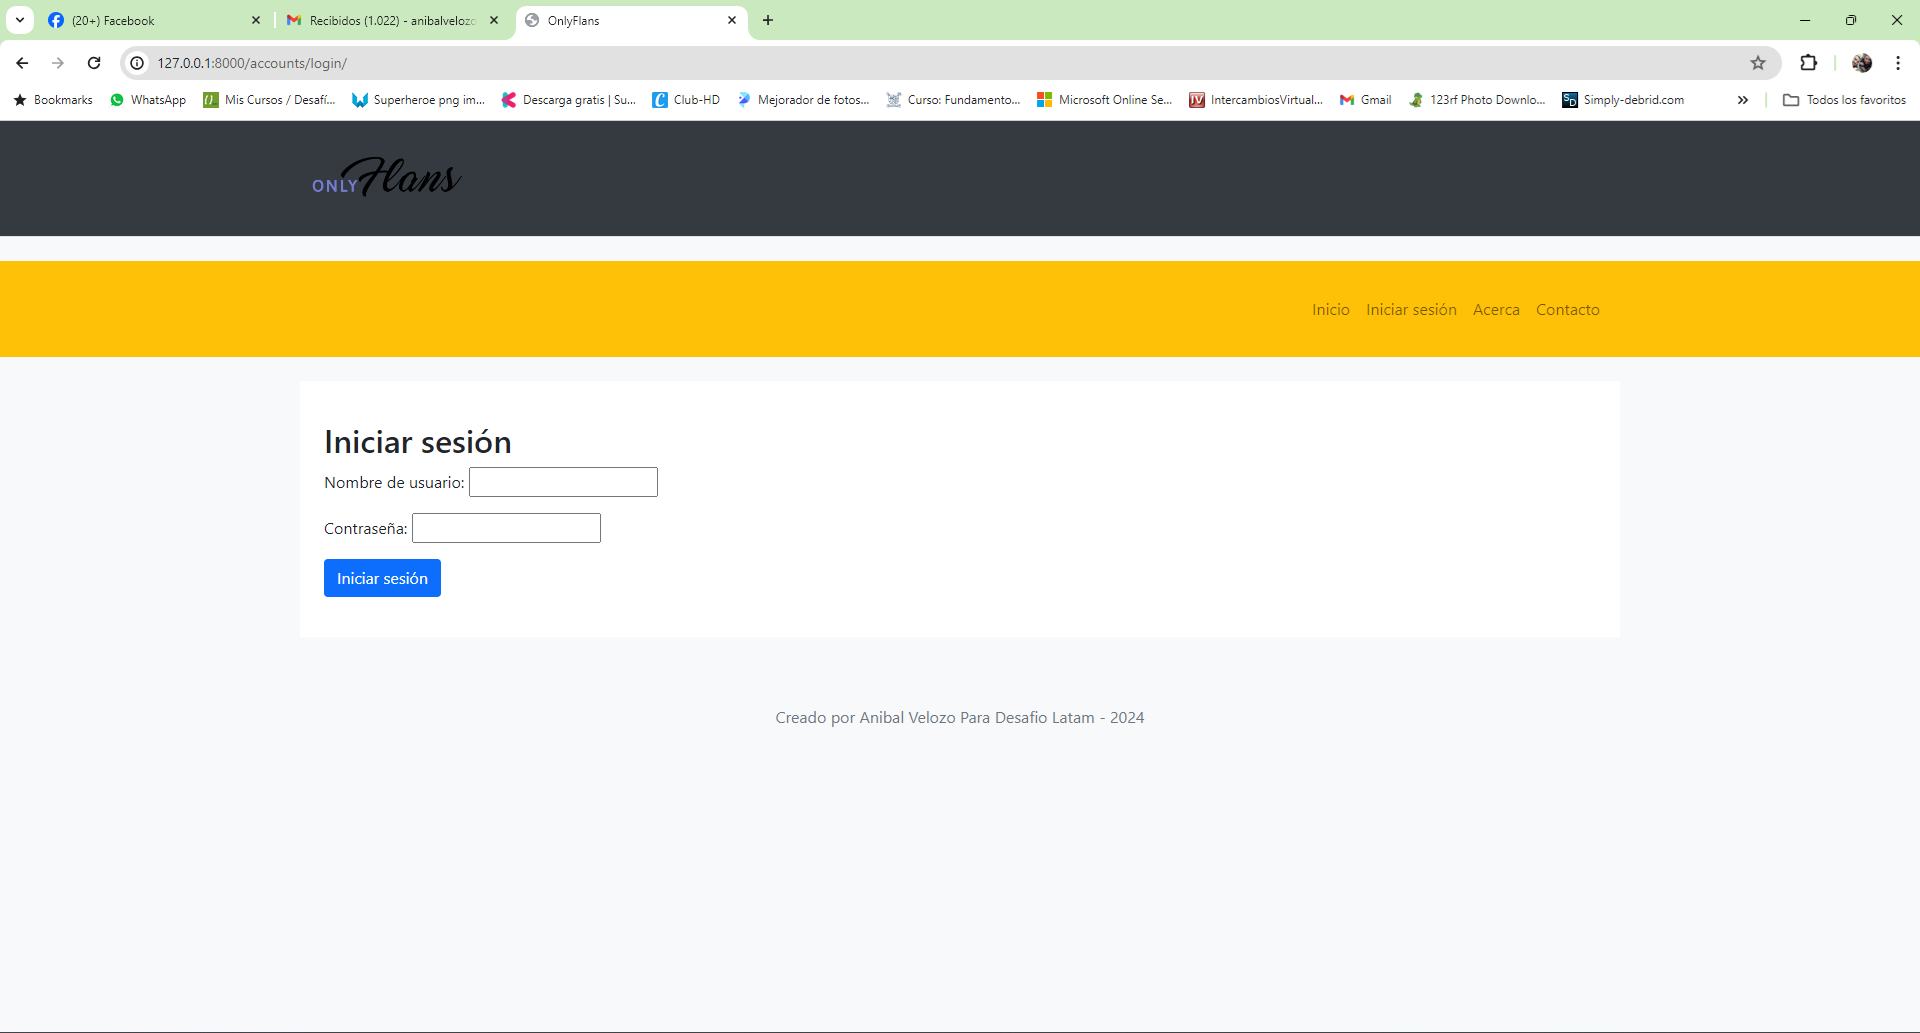 (20+) Facebook
Recibidos (1.022) - anibalvelozo
OnlyFlans
127.0.0.1:8000/accounts/login/
Bookmarks
WhatsApp
Mis Cursos / Desafí...
Superheroe png im...
Descarga gratis | Su...
Club-HD
Mejorador de fotos...
Curso: Fundamento...
Microsoft Online Se...
IntercambiosVirtual...
Gmail
123rf Photo Downlo...
Simply-debrid.com
Todos los favoritos
ONLY Flans
Inicio
Iniciar sesión
Acerca
Contacto
Iniciar sesión
Nombre de usuario:
Contraseña:
Iniciar sesión
Creado por Anibal Velozo Para Desafio Latam - 2024